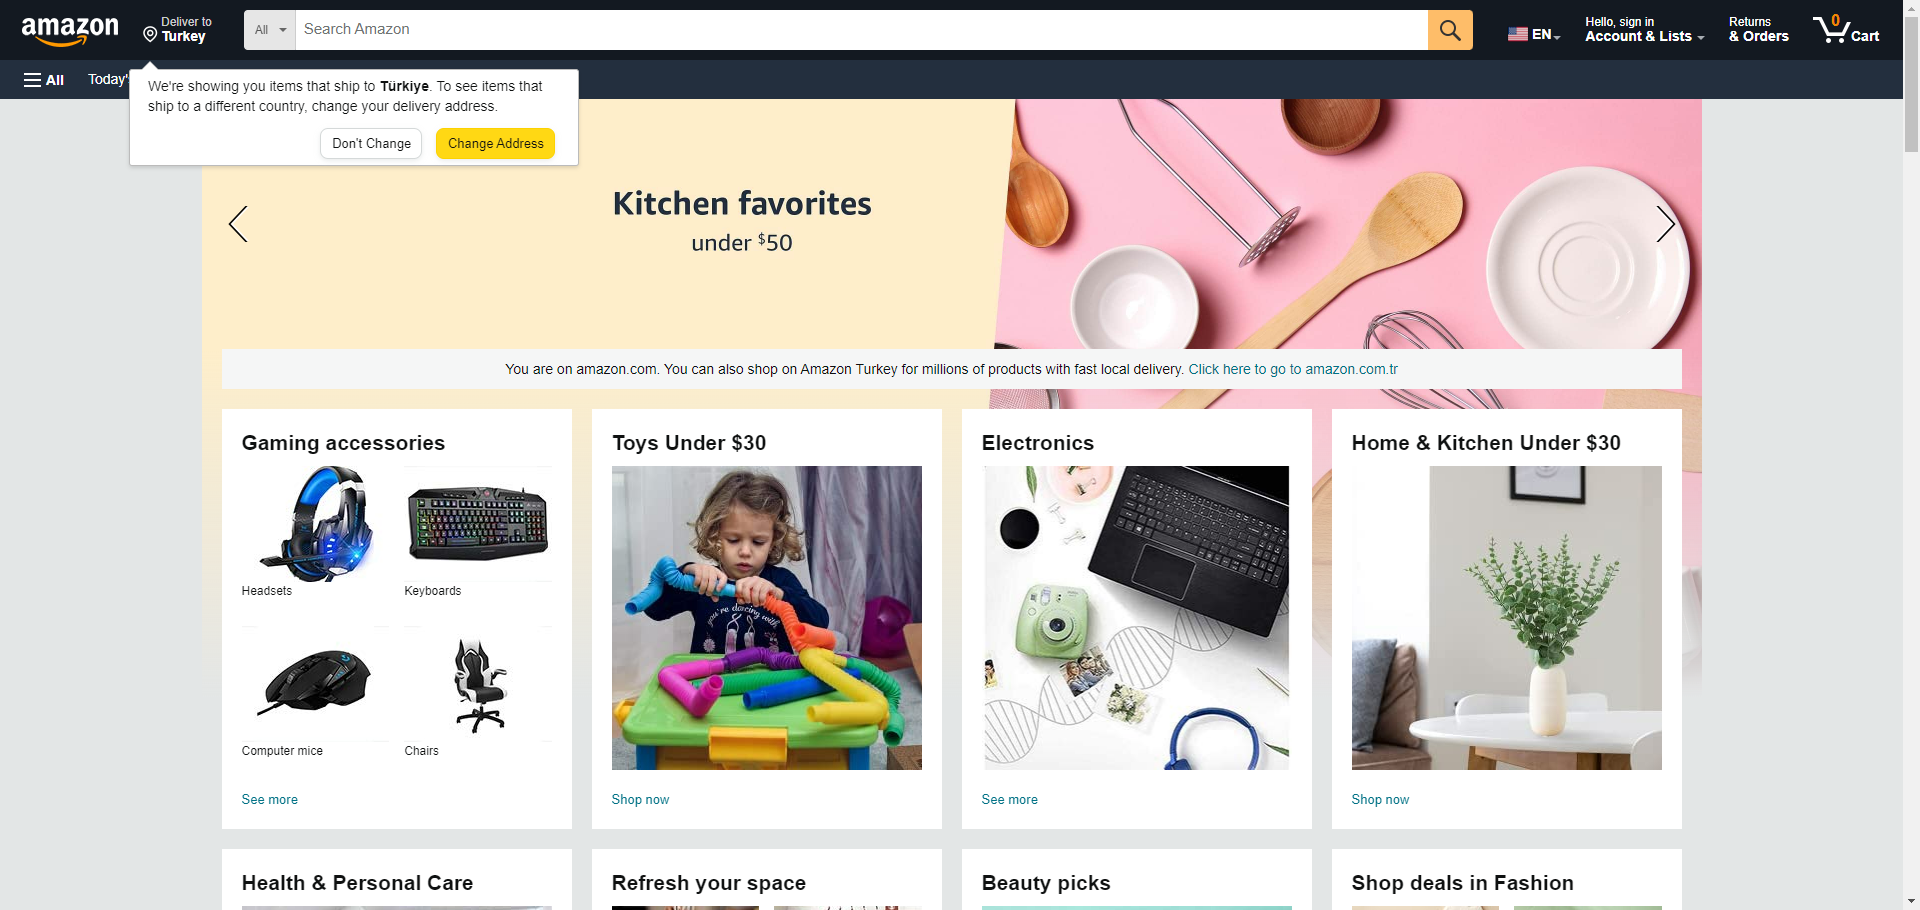 amazon
Deliver to
Turkey
All
Search Amazon
EN
Hello, sign in
Account & Lists
Returns
& Orders
0
Cart
All
Today'
We're showing you items that ship to Türkiye. To see items that
ship to a different country, change your delivery address.
Don't Change
Change Address
Kitchen favorites
under $50
You are on amazon.com. You can also shop on Amazon Turkey for millions of products with fast local delivery. Click here to go to amazon.com.tr
Gaming accessories
Headsets
Keyboards
Computer mice
Chairs
See more
Toys Under $30
you're dancing with
Shop now
Electronics
See more
Home & Kitchen Under $30
Shop now
Health & Personal Care
Refresh your space
Beauty picks
Shop deals in Fashion